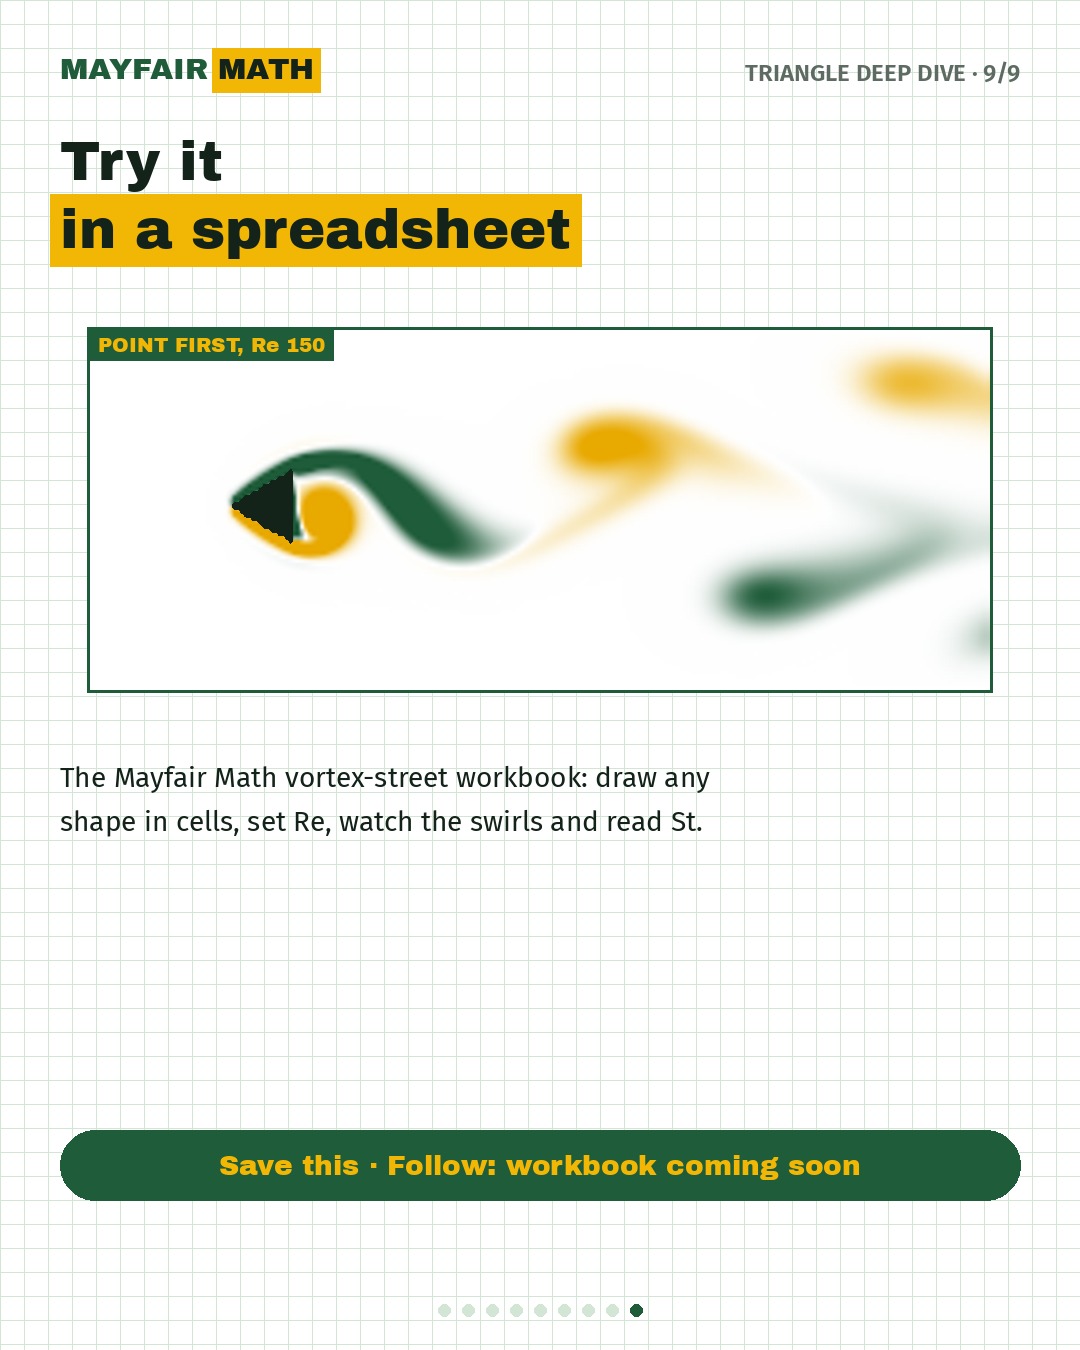 MAYFAIR MATH
TRIANGLE DEEP DIVE · 9/9
Try it
in a spreadsheet
POINT FIRST, Re 150
The Mayfair Math vortex-street workbook: draw any
shape in cells, set Re, watch the swirls and read St.
Save this · Follow: workbook coming soon